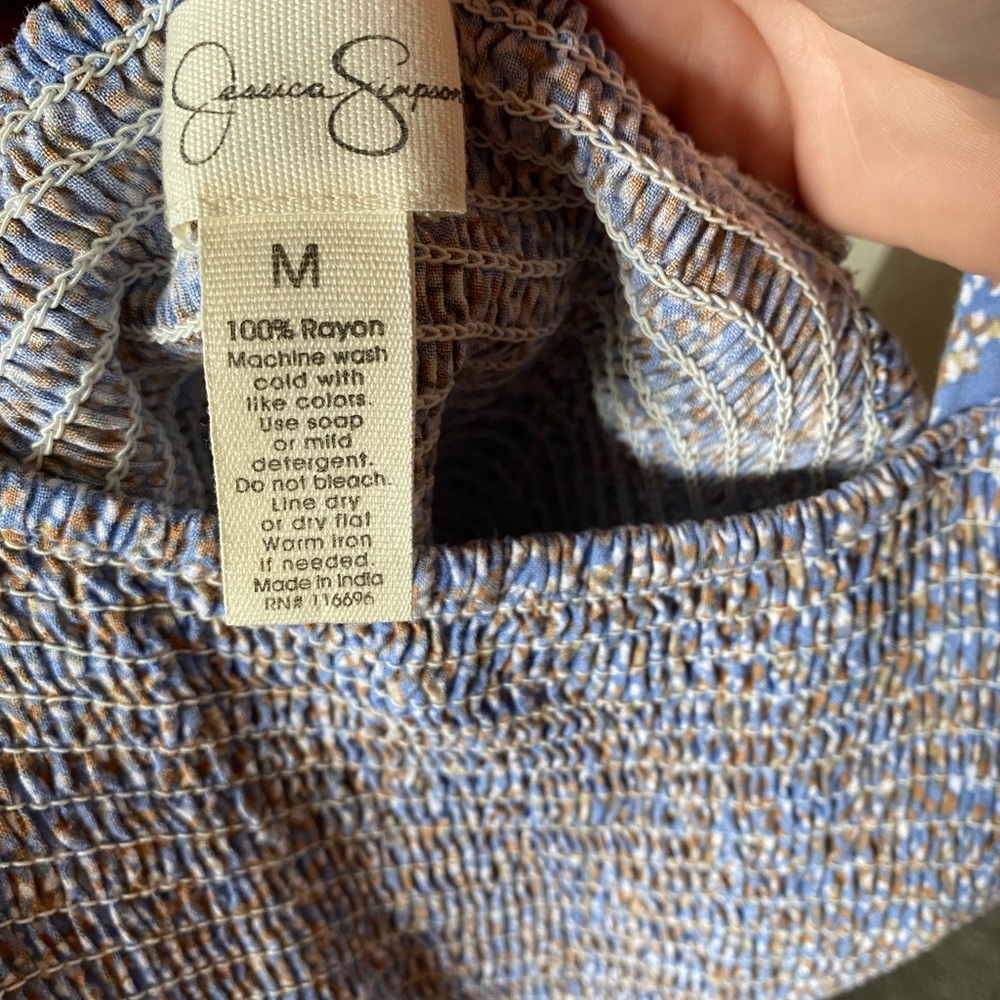 Jessica Simpson
M
100% Rayon
Machine wash
cold with
like colors.
Use soap
or mild
detergent.
Do not bleach.
Line dry
or dry flat
Warm Iron
if needed.
Made in India
RN# 116696